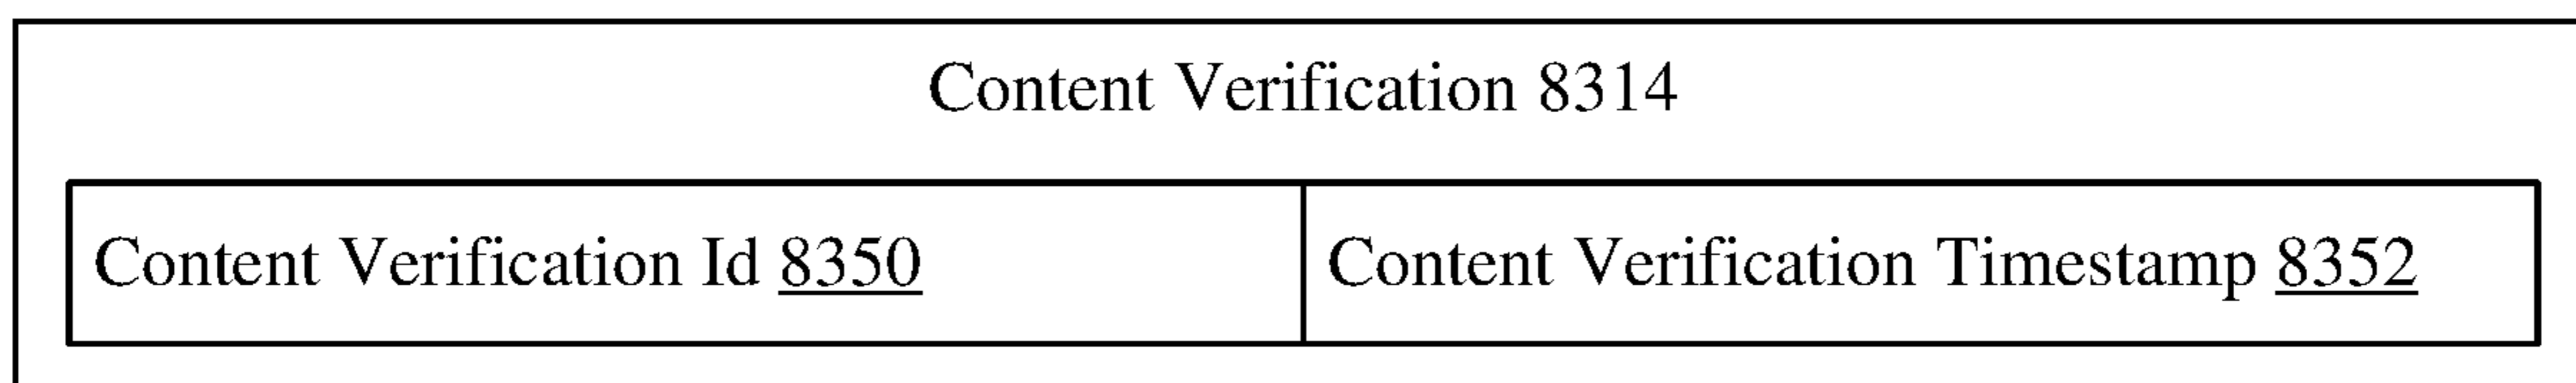 Content Verification 8314
Content Verification Id 8350
Content Verification Timestamp 8352